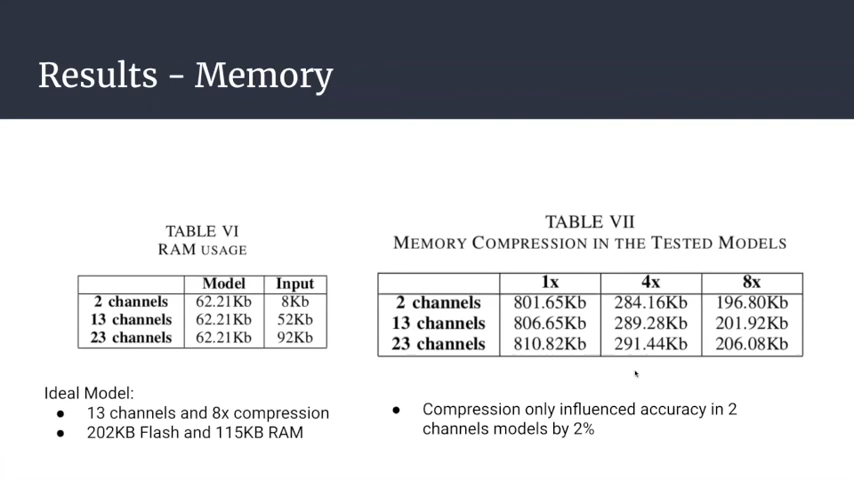 Results - Memory
TABLE VI
RAM USAGE
Model Input
2 channels 62.21Kb 8Kb
13 channels 62.21Kb 52Kb
23 channels 62.21Kb 92Kb
Ideal Model:
● 13 channels and 8x compression
● 202KB Flash and 115KB RAM
TABLE VII
MEMORY COMPRESSION IN THE TESTED MODELS
1x 4x 8x
2 channels 801.65Kb 284.16Kb 196.80Kb
13 channels 806.65Kb 289.28Kb 201.92Kb
23 channels 810.82Kb 291.44Kb 206.08Kb
● Compression only influenced accuracy in 2
channels models by 2%